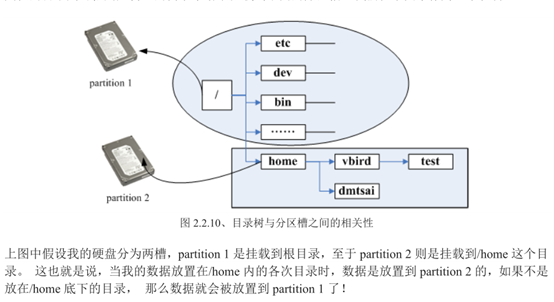 etc
partition 1
dev
/
bin
……
home
vbird
test
partition 2
dmtsai
图 2.2.10、目录树与分区槽之间的相关性
上图中假设我的硬盘分为两槽，partition 1 是挂载到根目录，至于 partition 2 则是挂载到/home 这个目
录。 这也就是说，当我的数据放置在/home 内的各次目录时，数据是放置到 partition 2 的，如果不是
放在/home 底下的目录， 那么数据就会被放置到 partition 1 了！